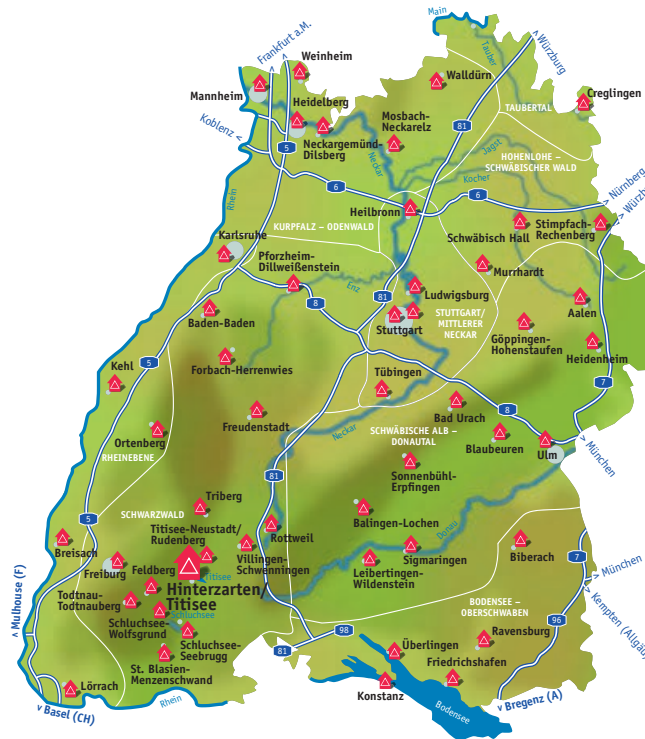 Main
Tauber
Frankfurt a.M.
Weinheim
Würzburg
Mannheim
Walldürn
Creglingen
Heidelberg
TAUBERTAL
Koblenz
Mosbach-
Neckarelz
81
5
Neckargemünd-
Dilsberg
Neckar
Jagst
HOHENLOHE –
SCHWÄBISCHER WALD
Kocher
6
6
Nürnberg
Würzb
Rhein
Heilbronn
KURPFALZ – ODENWALD
Schwäbisch Hall
Stimpfach-
Rechenberg
Karlsruhe
Pforzheim-
Dillweißenstein
Murrhardt
Enz
81
Ludwigsburg
8
Baden-Baden
Stuttgart
STUTTGART/
MITTLERER
NECKAR
Aalen
Göppingen-
Hohenstaufen
Heidenheim
5
Forbach-Herrenwies
Kehl
Tübingen
7
Freudenstadt
Bad Urach
8
Neckar
SCHWÄBISCHE ALB –
DONAUTAL
Blaubeuren
Ulm
München
Ortenberg
RHEINEBENE
Sonnenbühl-
Erpfingen
81
Triberg
5
SCHWARZWALD
Balingen-Lochen
Donau
Titisee-Neustadt/
Rudenberg
Rottweil
Breisach
Freiburg
Feldberg
Villingen-
Schwenningen
Sigmaringen
Biberach
7
Leibertingen-
Wildenstein
Titisee
Hinterzarten/
Titisee
München
Kempten (Allgäu)
Todtnau-
Todtnauberg
Schluchsee
Schluchsee-
Wolfsgrund
BODENSEE –
OBERSCHWABEN
96
Mulhouse (F)
98
Ravensburg
Schluchsee-
Seebrugg
81
Überlingen
St. Blasien-
Menzenschwand
Friedrichshafen
Lörrach
Konstanz
Rhein
Bodensee
Basel (CH)
Bregenz (A)